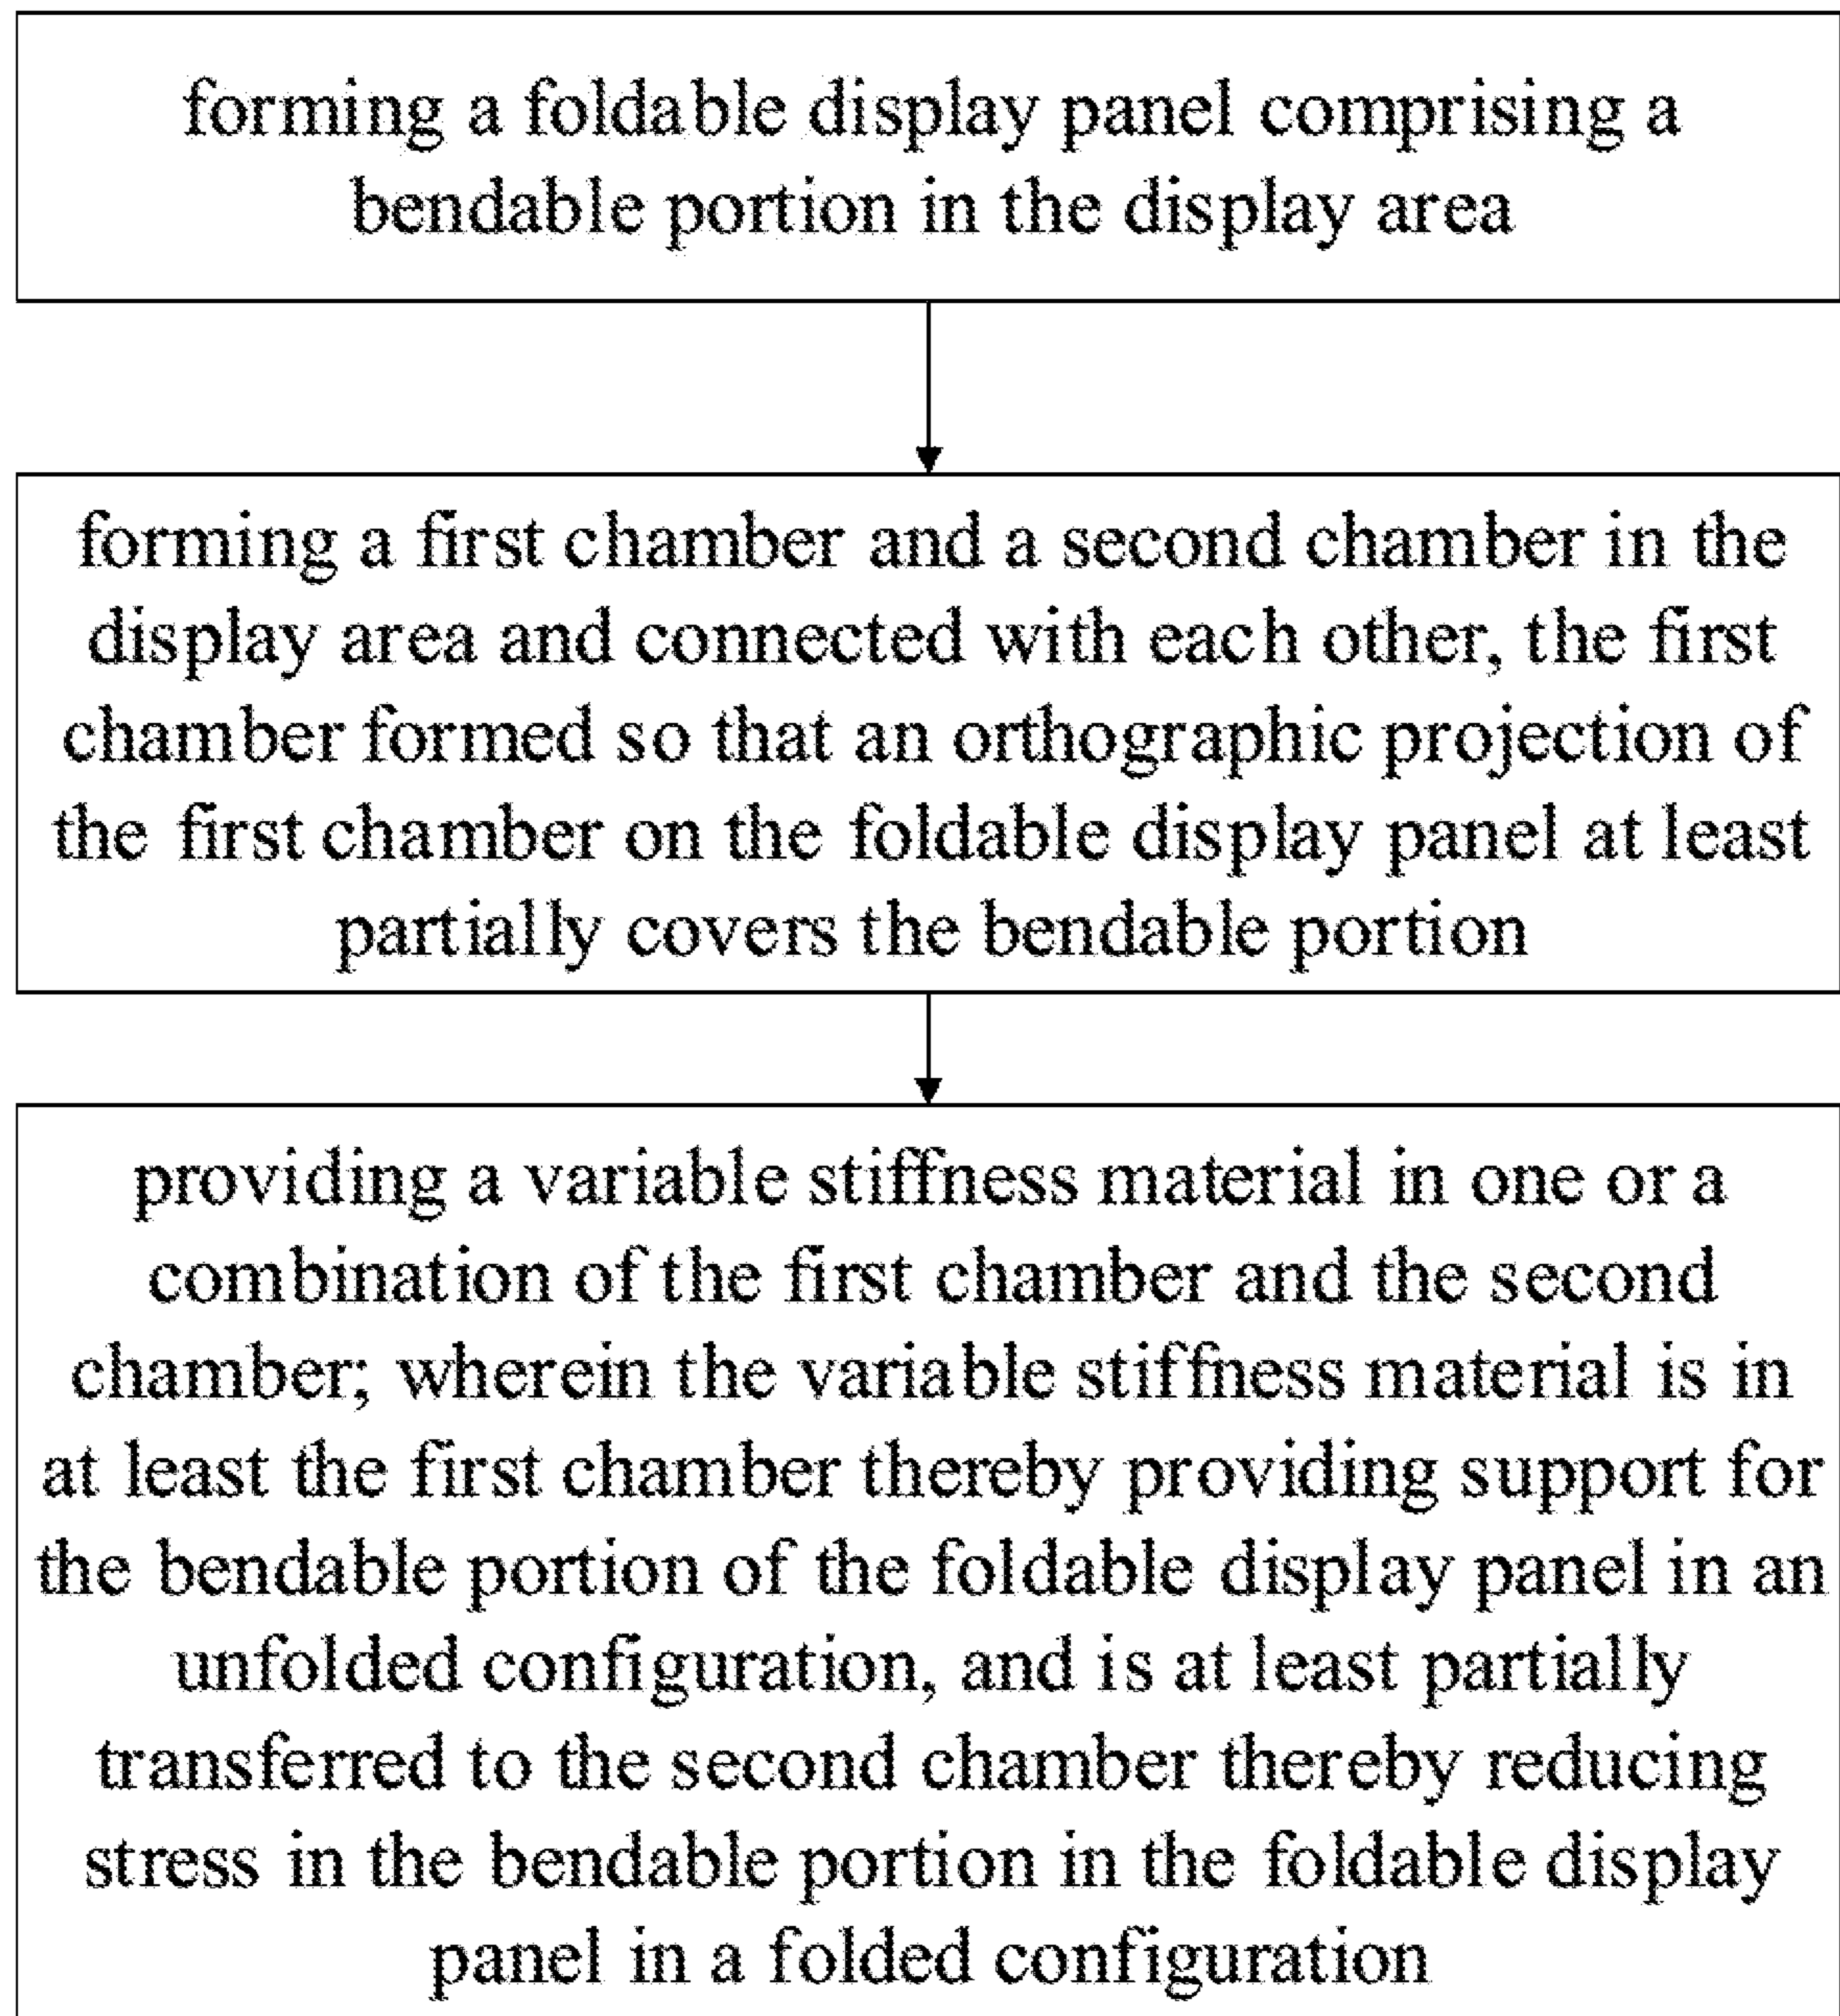 forming a foldable display panel comprising a
bendable portion in the display area
forming a first chamber and a second chamber in the
display area and connected with each other, the first
chamber formed so that an orthographic projection of
the first chamber on the foldable display panel at least
partially covers the bendable portion
providing a variable stiffness material in one or a
combination of the first chamber and the second
chamber; wherein the variable stiffness material is in
at least the first chamber thereby providing support for
the bendable portion of the foldable display panel in an
unfolded configuration, and is at least partially
transferred to the second chamber thereby reducing
stress in the bendable portion in the foldable display
panel in a folded configuration